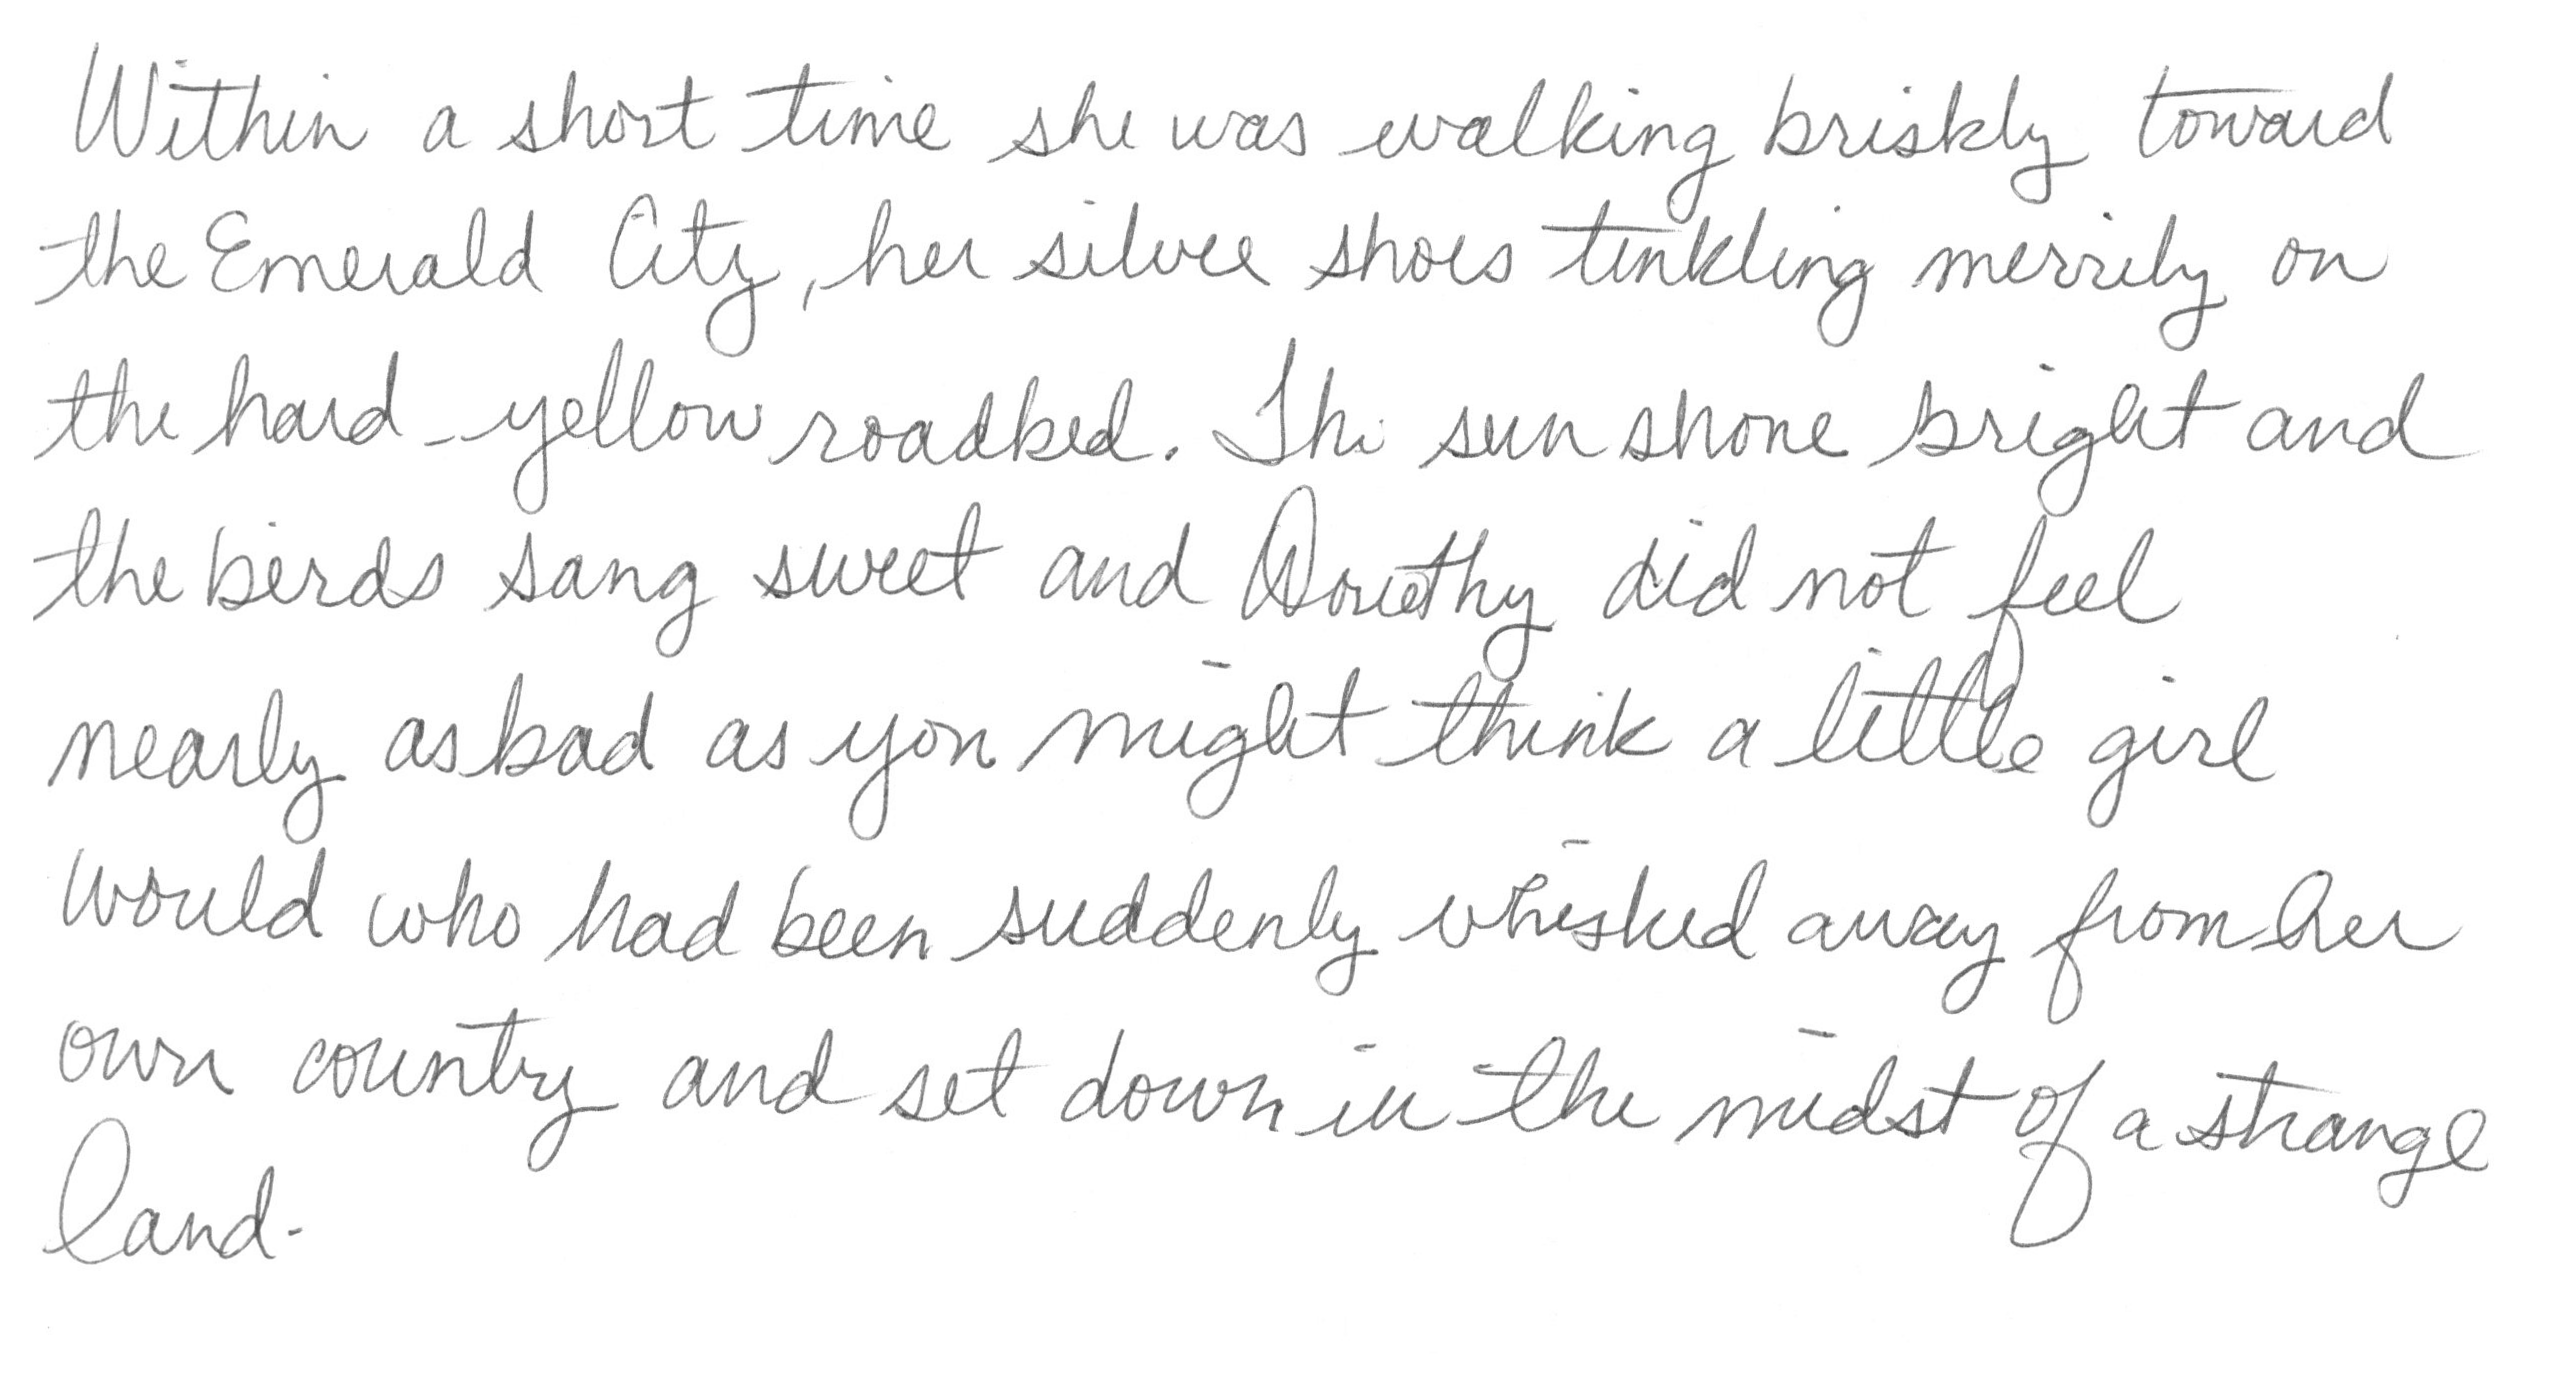 Within a short time she was walking briskly toward
the Emerald City, her silver shoes tinkling merrily on
the hard - yellow roadbed. The sun shone bright and
the birds sang sweet and Dorothy did not feel
nearly as bad as you might think a little girl
would who had been suddenly whisked away from her
own country and set down in the midst of a strange
land.